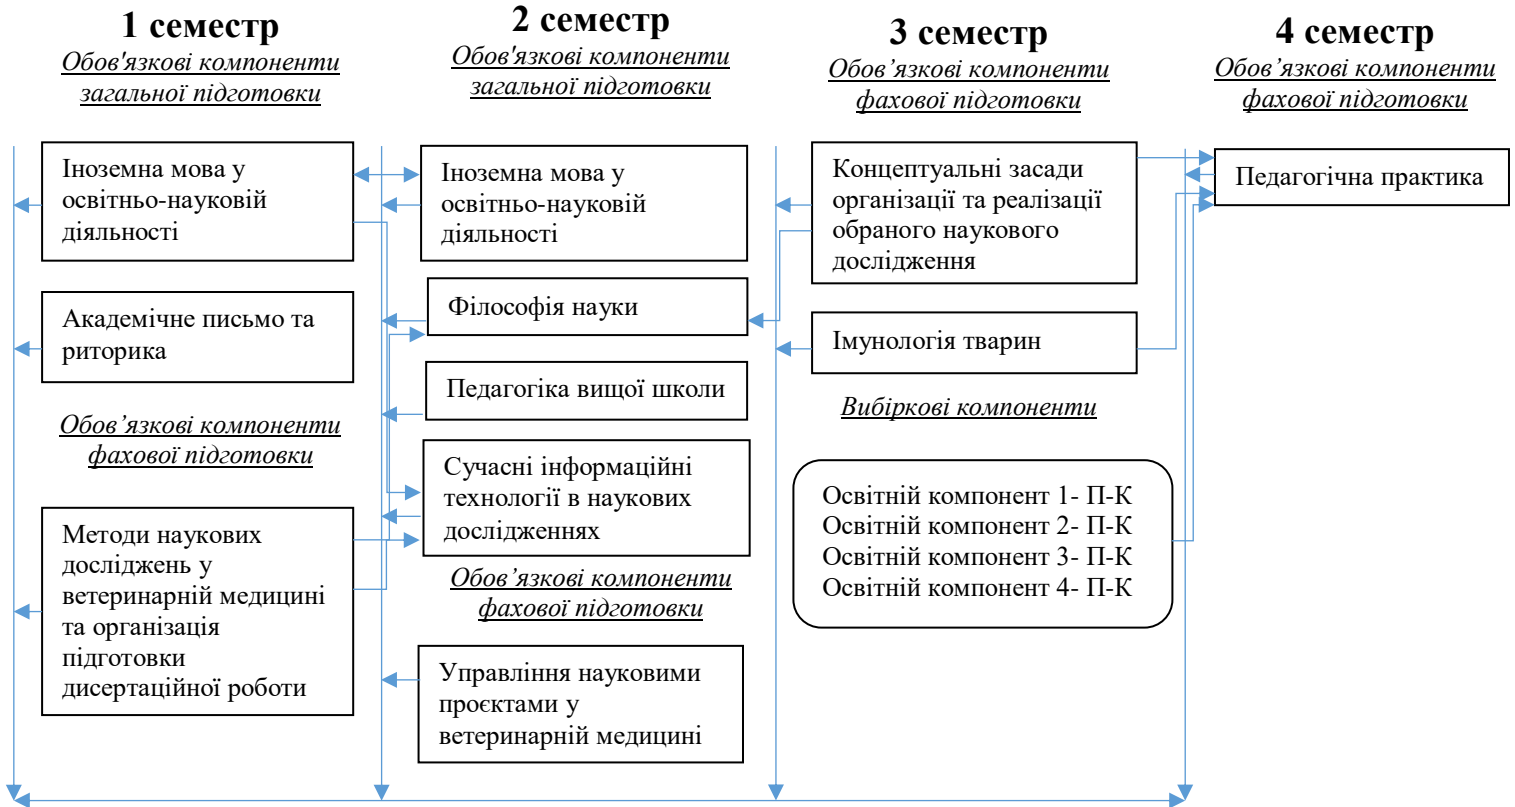 1 семестр
Обов'язкові компоненти
загальної підготовки
Іноземна мова у
освітньо-науковій
діяльності
Академічне письмо та
риторика
Обов’язкові компоненти
фахової підготовки
Методи наукових
досліджень у
ветеринарній медицині
та організація
підготовки
дисертаційної роботи
2 семестр
Обов'язкові компоненти
загальної підготовки
Іноземна мова у
освітньо-науковій
діяльності
Філософія науки
Педагогіка вищої школи
Сучасні інформаційні
технології в наукових
дослідженнях
Обов’язкові компоненти
фахової підготовки
Управління науковими
проєктами у
ветеринарній медицині
3 семестр
Обов’язкові компоненти
фахової підготовки
Концептуальні засади
організації та реалізації
обраного наукового
дослідження
Імунологія тварин
Вибіркові компоненти
Освітній компонент 1- П-К
Освітній компонент 2- П-К
Освітній компонент 3- П-К
Освітній компонент 4- П-К
4 семестр
Обов’язкові компоненти
фахової підготовки
Педагогічна практика